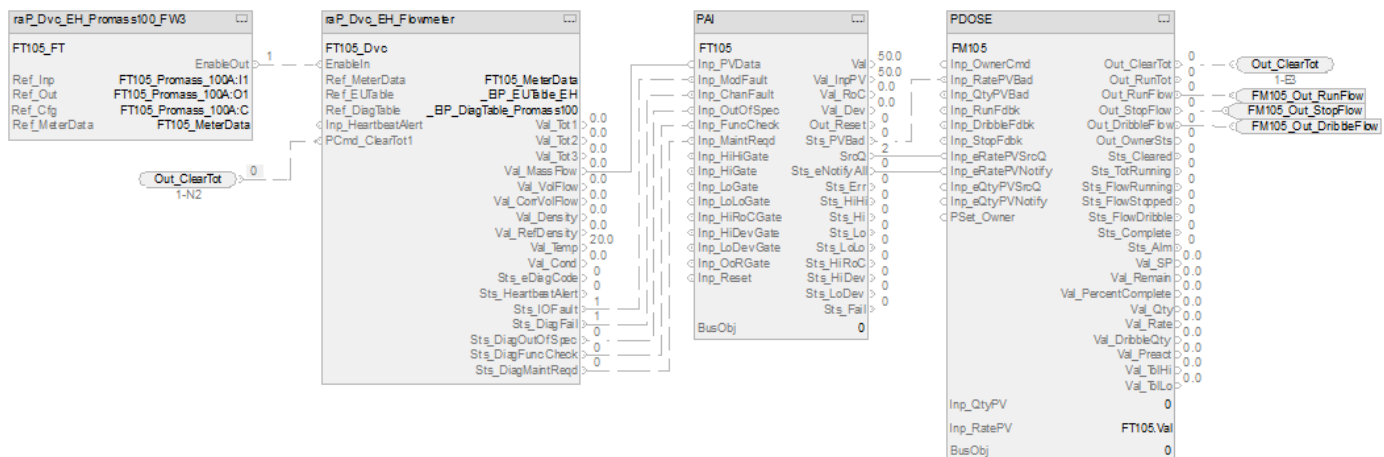 raP_Dvc_EH_Promass100_FW3
FT105_FT
EnableOut 1
Ref_Inp FT105_Promass_100A:I1
Ref_Out FT105_Promass_100A:O1
Ref_Cfg FT105_Promass_100A:C
Ref_MeterData FT105_MeterData
Out_ClearTot 0
1-N2
raP_Dvc_EH_Flowmeter
FT105_Dvc
EnableIn
Ref_MeterData FT105_MeterData
Ref_EUTable _BP_EUTable_EH
Ref_DiagTable _BP_DiagTable_Promass100
Inp_HeartbeatAlert Val_Tot1 0.0
PCmd_ClearTot1 Val_Tot2 0.0
Val_Tot3 0.0
Val_MassFlow 0.0
Val_VolFlow 0.0
Val_CorrVolFlow 0.0
Val_Density 0.0
Val_RefDensity 0.0
Val_Temp 20.0
Val_Cond 0.0
Sts_eDiagCode 0
Sts_HeartbeatAlert 0
Sts_IOFault 1
Sts_DiagFail 1
Sts_DiagOutOfSpec 0
Sts_DiagFuncCheck 0
Sts_DiagMaintReqd 0
PAI
FT105
Inp_PVData Val 50.0
Inp_ModFault Val_InpPV 50.0
Inp_ChanFault Val_RoC 0.0
Inp_OutOfSpec Val_Dev 0.0
Inp_FuncCheck Out_Reset 0
Inp_MaintReqd Sts_PVBad 0
Inp_HiHiGate SrcQ 2
Inp_HiGate Sts_eNotifyAll 0
Inp_LoGate Sts_Err 0
Inp_LoLoGate Sts_HiHi 0
Inp_HiRoCGate Sts_Hi 0
Inp_HiDevGate Sts_Lo 0
Inp_LoDevGate Sts_LoLo 0
Inp_OoRGate Sts_HiRoC 0
Inp_Reset Sts_HiDev 0
Sts_LoDev 0
Sts_Fail 0
BusObj 0
PDOSE
FM105
Inp_OwnerCmd Out_ClearTot 0
Inp_RatePVBad Out_RunTot 0
Inp_QtyPVBad Out_RunFlow 0
Inp_RunFdbk Out_StopFlow 0
Inp_DribbleFdbk Out_DribbleFlow 0
Inp_StopFdbk Out_OwnerSts 0
Inp_eRatePVSrcQ Sts_Cleared 0
Inp_eRatePVNotify Sts_TotRunning 0
Inp_eQtyPVSrcQ Sts_FlowRunning 0
Inp_eQtyPVNotify Sts_FlowStopped 0
PSet_Owner Sts_FlowDribble 0
Sts_Complete 0
Sts_Alm 0
Val_SP 0.0
Val_Remain 0.0
Val_PercentComplete 0.0
Val_Qty 0.0
Val_Rate 0.0
Val_DribbleQty 0.0
Val_Preact 0.0
Val_TolHi 0.0
Val_TolLo 0.0
Inp_QtyPV 0
Inp_RatePV FT105.Val
BusObj 0
Out_ClearTot
1-E3
FM105_Out_RunFlow
FM105_Out_StopFlow
FM105_Out_DribbleFlow